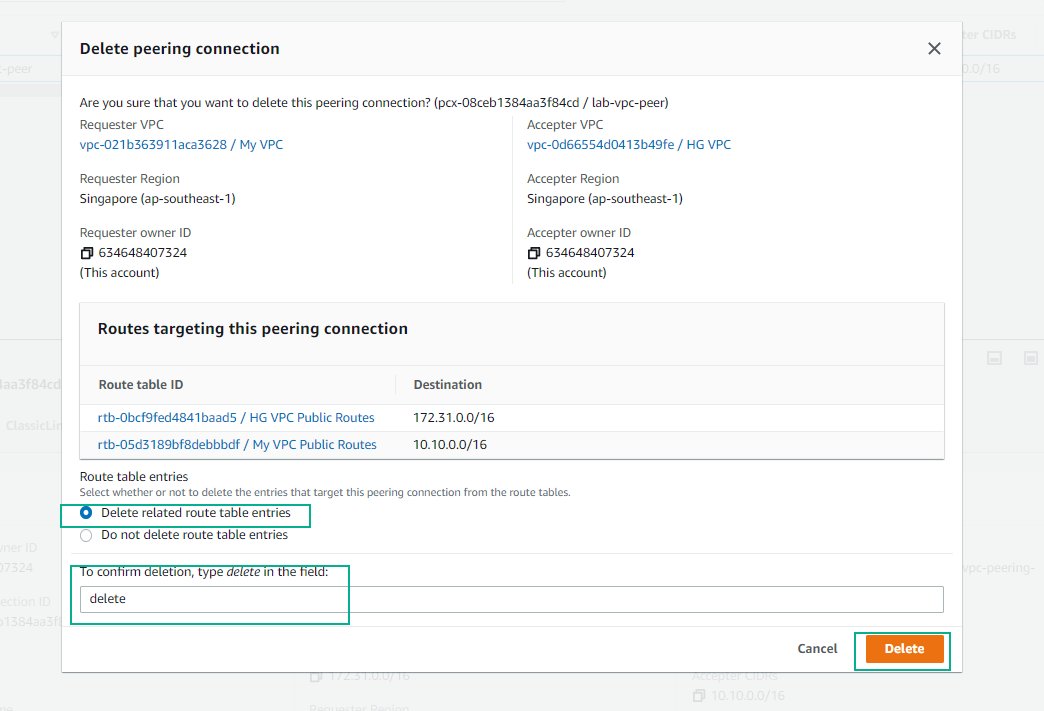 ter CIDRs
c-peer
0.0/16
Delete peering connection
Are you sure that you want to delete this peering connection? (pcx-08ceb1384aa3f84cd / lab-vpc-peer)
Requester VPC
vpc-021b363911aca3628 / My VPC
Accepter VPC
vpc-0d66554d0413b49fe / HG VPC
Requester Region
Singapore (ap-southeast-1)
Accepter Region
Singapore (ap-southeast-1)
Requester owner ID
634648407324
(This account)
Accepter owner ID
634648407324
(This account)
Routes targeting this peering connection
Route table ID
Destination
rtb-0bcf9fed4841baad5 / HG VPC Public Routes
172.31.0.0/16
rtb-05d3189bf8debbbdf / My VPC Public Routes
10.10.0.0/16
Route table entries
Select whether or not to delete the entries that target this peering connection from the route tables.
Delete related route table entries
Do not delete route table entries
To confirm deletion, type delete in the field:
delete
Cancel
Delete
4aa3f84cd
ClassicLin
wner ID
07324
vpc-peering-
ection ID
b1384aa3f8
172.31.0.0/16
Accepter CIDRs
10.10.0.0/16
Requester Region